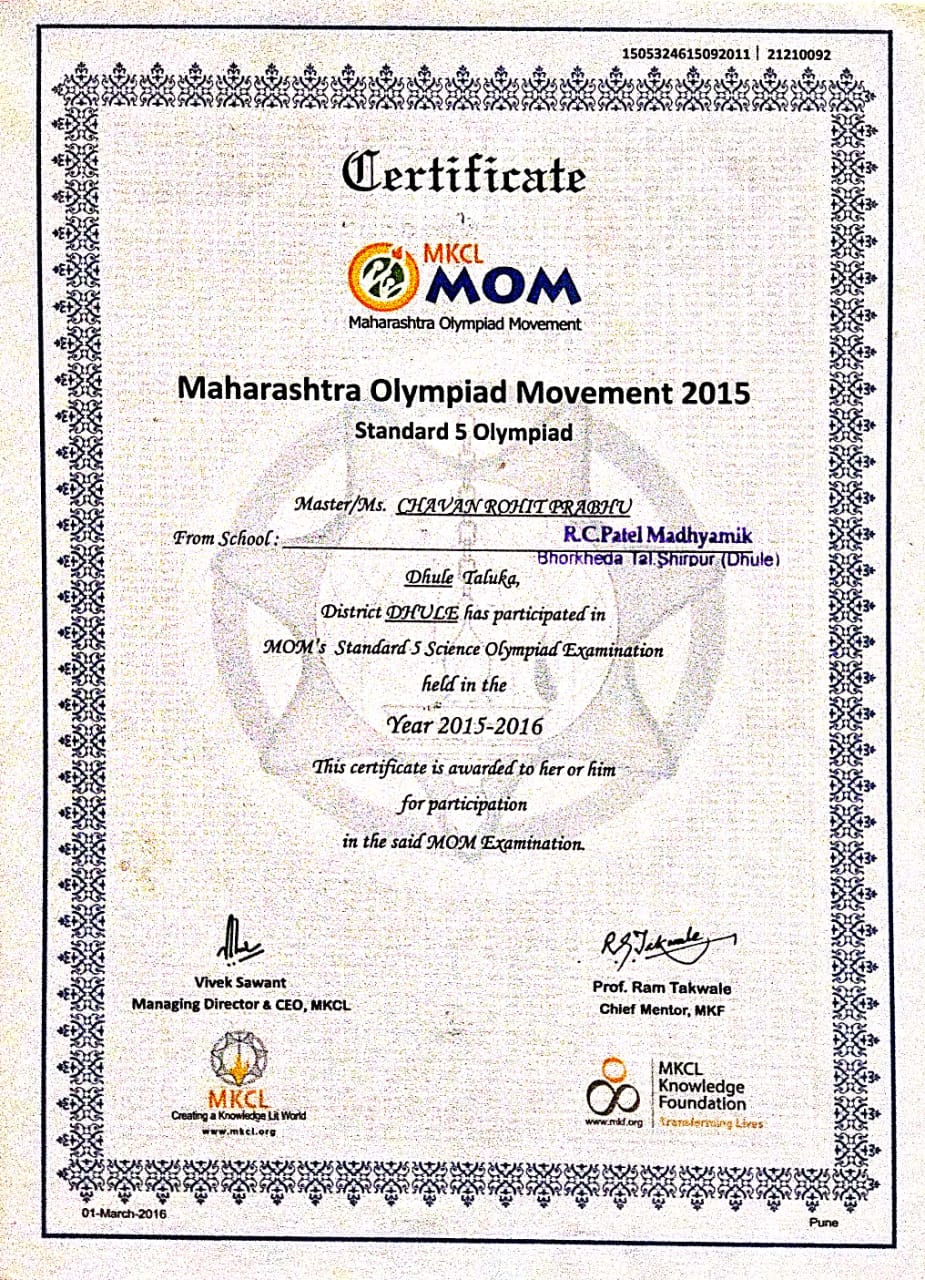 1505324615092011 | 21210092
Certificate
MKCL
MOM
Maharashtra Olympiad Movement
Maharashtra Olympiad Movement 2015
Standard 5 Olympiad
Master/Ms. CHAVAN ROHIT PRABHU
From School: R.C.Patel Madhyamik
Bhorkheda Tal.Shirpur (Dhule)
Dhule Taluka,
District DHULE has participated in
MOM's Standard 5 Science Olympiad Examination
held in the
Year 2015-2016
This certificate is awarded to her or him
for participation
in the said MOM Examination.
R.G.Takwale
Vivek Sawant
Managing Director & CEO, MKCL
Prof. Ram Takwale
Chief Mentor, MKF
MKCL
Creating a Knowledge Lit World
www.mkcl.org
MKCL
Knowledge
Foundation
www.mkf.org
Transforming Lives
01-March-2016
Pune